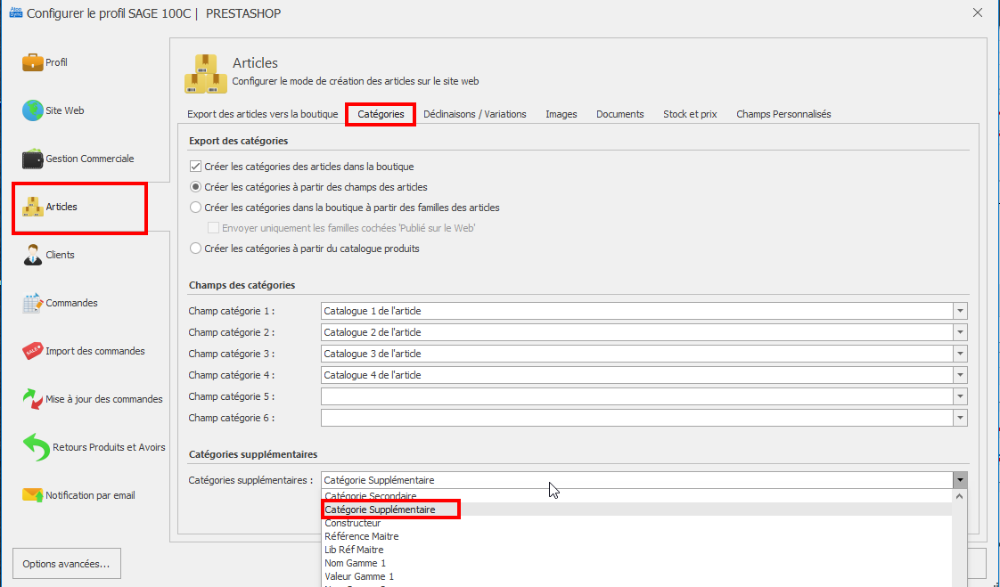 Atoo Sync
Configurer le profil SAGE 100C | PRESTASHOP
Profil
Site Web
Gestion Commerciale
Articles
Clients
Commandes
SALE
Import des commandes
Mise à jour des commandes
Retours Produits et Avoirs
Notification par email
Options avancées...
Articles
Configurer le mode de création des articles sur le site web
Export des articles vers la boutique Catégories Déclinaisons / Variations Images Documents Stock et prix Champs Personnalisés
Export des catégories
Créer les catégories des articles dans la boutique
Créer les catégories à partir des champs des articles
Créer les catégories dans la boutique à partir des familles des articles
Envoyer uniquement les familles cochées 'Publié sur le Web'
Créer les catégories à partir du catalogue produits
Champs des catégories
Champ catégorie 1 : Catalogue 1 de l'article
Champ catégorie 2 : Catalogue 2 de l'article
Champ catégorie 3 : Catalogue 3 de l'article
Champ catégorie 4 : Catalogue 4 de l'article
Champ catégorie 5 :
Champ catégorie 6 :
Catégories supplémentaires
Catégories supplémentaires : Catégorie Supplémentaire
Catégorie Secondaire
Catégorie Supplémentaire
Constructeur
Référence Maitre
Lib Réf Maitre
Nom Gamme 1
Valeur Gamme 1